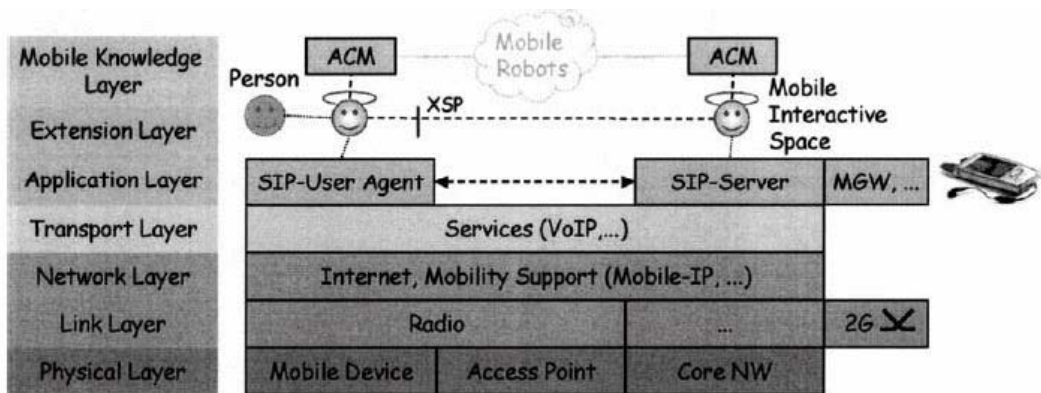 Mobile Knowledge
Layer
Extension Layer
Application Layer
Transport Layer
Network Layer
Link Layer
Physical Layer
ACM
Mobile
Robots
ACM
Person
XSP
Mobile
Interactive
Space
SIP-User Agent
SIP-Server
MGW, ...
Services (VoIP,...)
Internet, Mobility Support (Mobile-IP, ...)
Radio
...
2G
Mobile Device
Access Point
Core NW